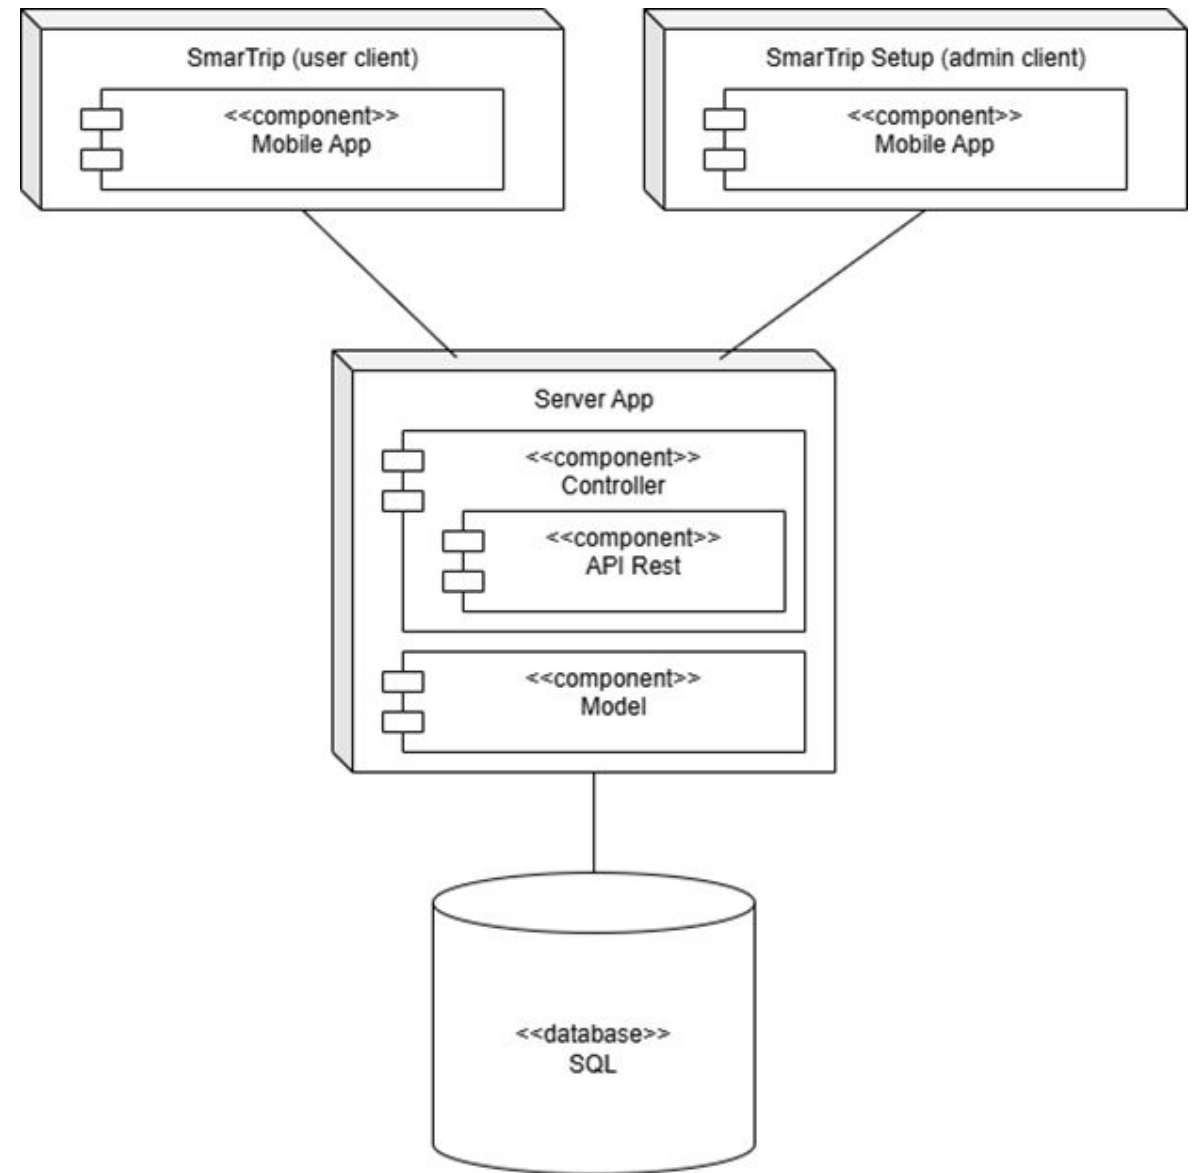 SmarTrip (user client)
<<component>>
Mobile App
SmarTrip Setup (admin client)
<<component>>
Mobile App
Server App
<<component>>
Controller
<<component>>
API Rest
<<component>>
Model
<<database>>
SQL